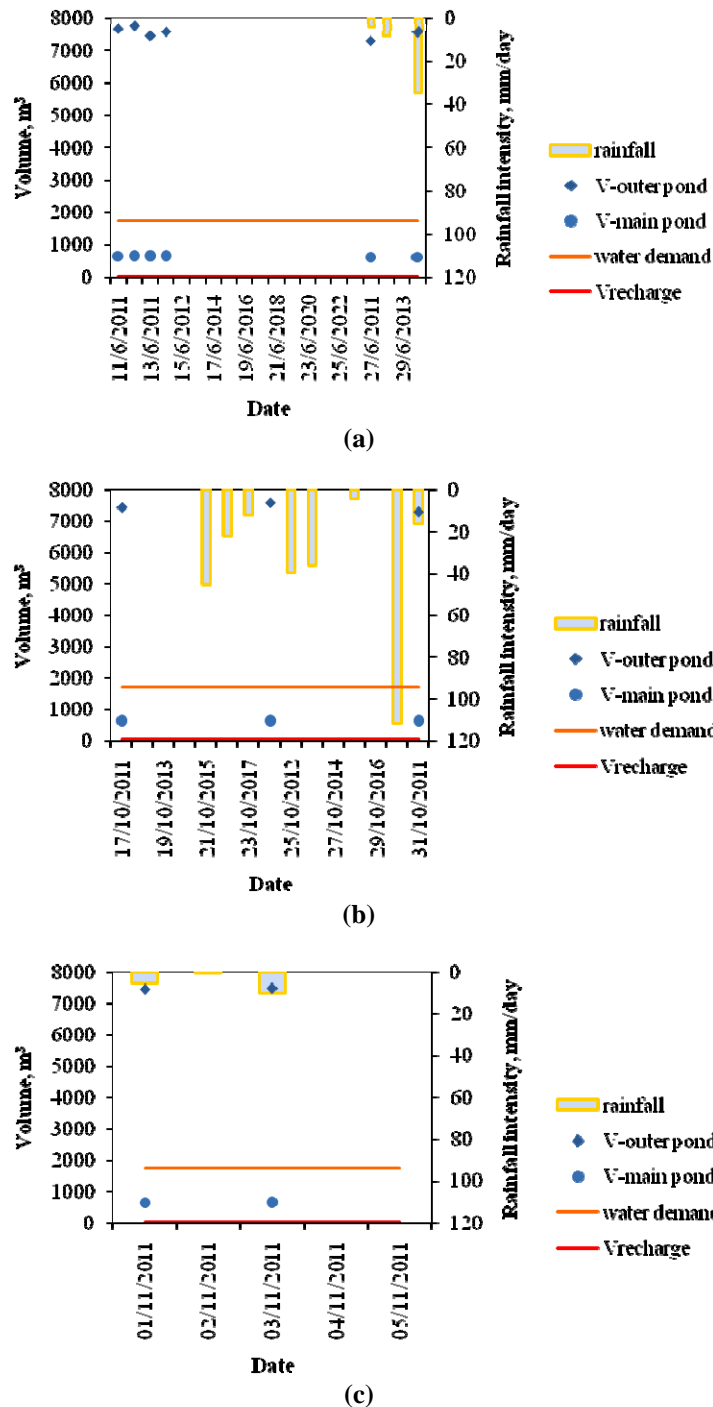 8000
7000
6000
5000
4000
3000
2000
1000
0
Volume, m³
0
20
40
60
80
100
120
Rainfall intensity, mm/day
11/6/2011
13/6/2011
15/6/2012
17/6/2014
19/6/2016
21/6/2018
23/6/2020
25/6/2022
27/6/2011
29/6/2013
Date
rainfall
V-outer pond
V-main pond
water demand
Vrecharge
(a)
8000
7000
6000
5000
4000
3000
2000
1000
0
Volume, m³
0
20
40
60
80
100
120
Rainfall intensity, mm/day
17/10/2011
19/10/2013
21/10/2015
23/10/2017
25/10/2012
27/10/2014
29/10/2016
31/10/2011
Date
rainfall
V-outer pond
V-main pond
water demand
Vrecharge
(b)
8000
7000
6000
5000
4000
3000
2000
1000
0
Volume, m³
0
20
40
60
80
100
120
Rainfall intensity, mm/day
01/11/2011
02/11/2011
03/11/2011
04/11/2011
05/11/2011
Date
rainfall
V-outer pond
V-main pond
water demand
Vrecharge
(c)